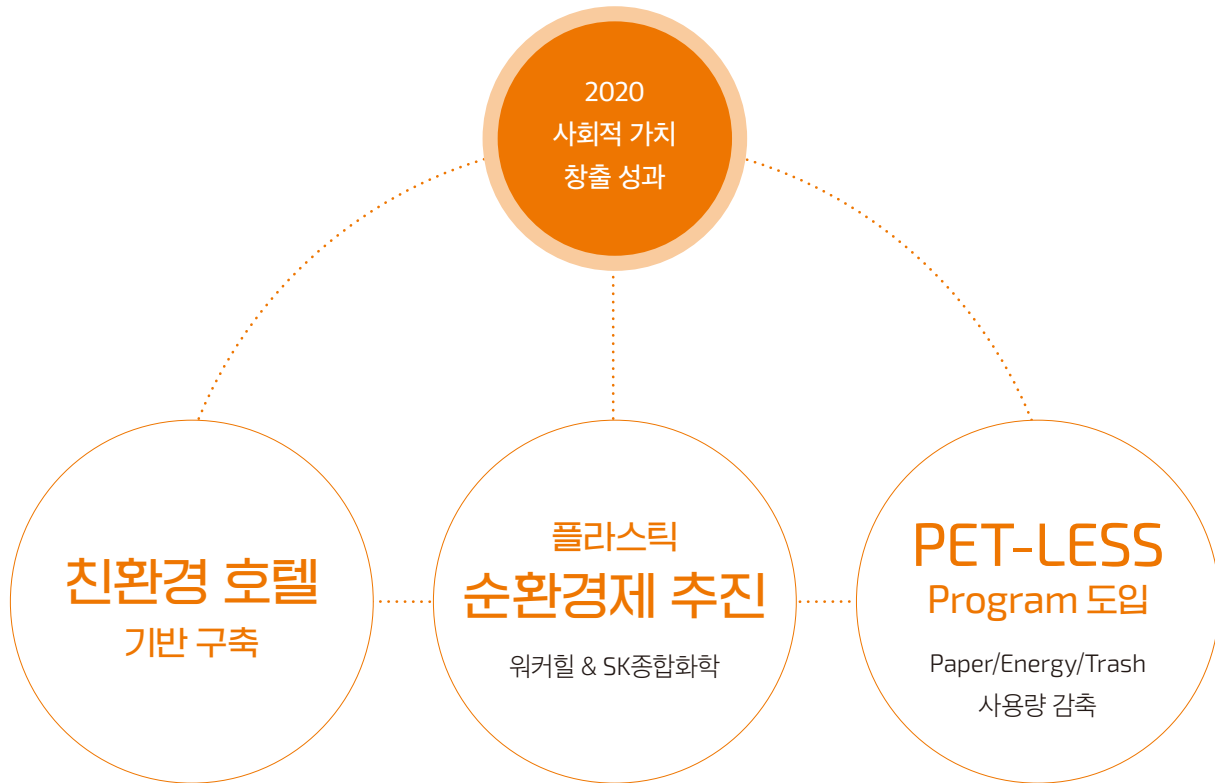 2020
사회적 가치
창출 성과
친환경 호텔
기반 구축
플라스틱
순환경제 추진
워커힐 & SK종합화학
PET-LESS
Program 도입
Paper/Energy/Trash
사용량 감축